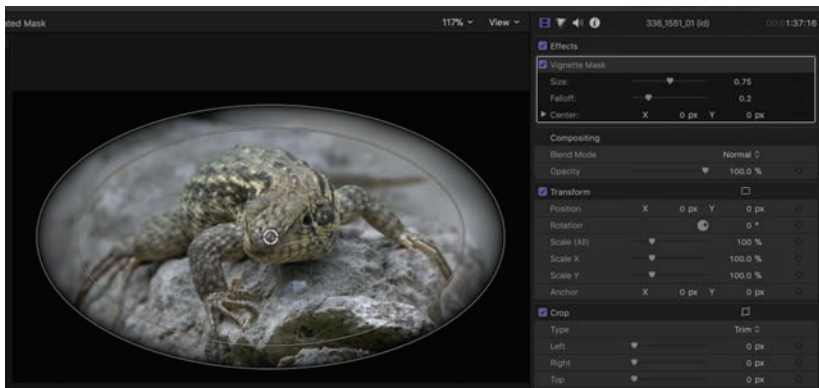 ated Mask 117% View 336_1551_01 (id) 00:01:37:16
Effects
Vignette Mask
Size: 0.75
Falloff: 0.2
Center: X 0 px Y 0 px
Compositing
Blend Mode Normal
Opacity 100.0 %
Transform
Position X 0 px Y 0 px
Rotation 0 °
Scale (All) 100 %
Scale X 100.0 %
Scale Y 100.0 %
Anchor X 0 px Y 0 px
Crop
Type Trim
Left 0 px
Right 0 px
Top 0 px